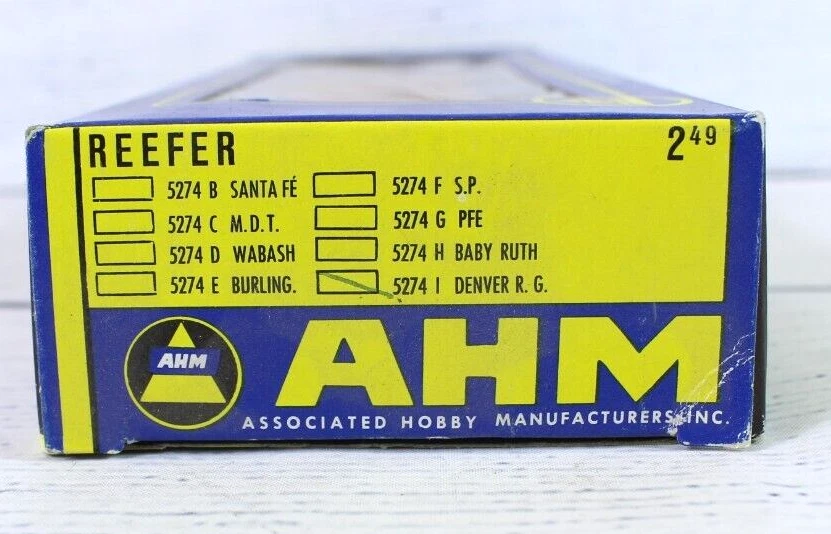 REEFER 2 49
5274 B SANTA FÉ 5274 F S.P.
5274 C M.D.T. 5274 G PFE
5274 D WABASH 5274 H BABY RUTH
5274 E BURLING. 5274 I DENVER R. G.
AHM AHM
ASSOCIATED HOBBY MANUFACTURERS INC.